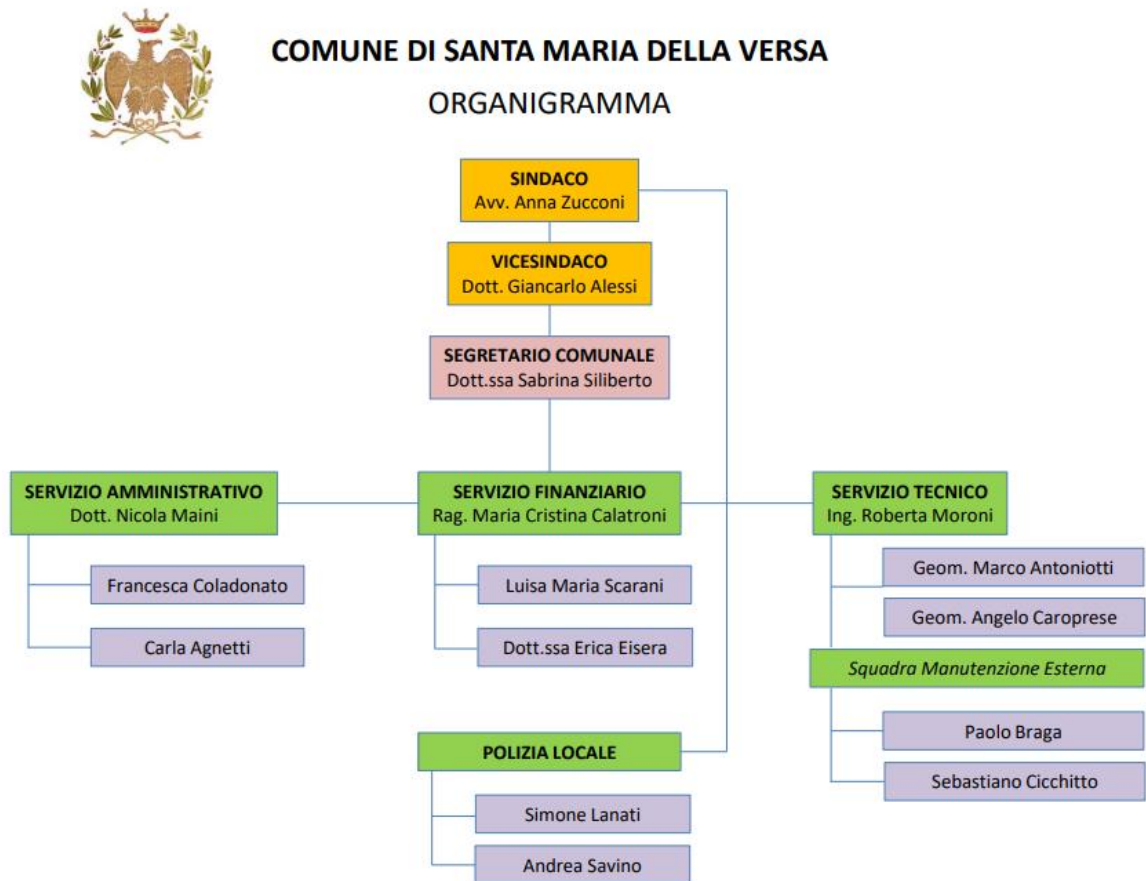 COMUNE DI SANTA MARIA DELLA VERSA
ORGANIGRAMMA
SINDACO
Avv. Anna Zucconi
VICESINDACO
Dott. Giancarlo Alessi
SEGRETARIO COMUNALE
Dott.ssa Sabrina Siliberto
SERVIZIO AMMINISTRATIVO
Dott. Nicola Maini
Francesca Coladonato
Carla Agnetti
SERVIZIO FINANZIARIO
Rag. Maria Cristina Calatroni
Luisa Maria Scarani
Dott.ssa Erica Eisera
SERVIZIO TECNICO
Ing. Roberta Moroni
Geom. Marco Antoniotti
Geom. Angelo Caroprese
Squadra Manutenzione Esterna
Paolo Braga
Sebastiano Cicchitto
POLIZIA LOCALE
Simone Lanati
Andrea Savino